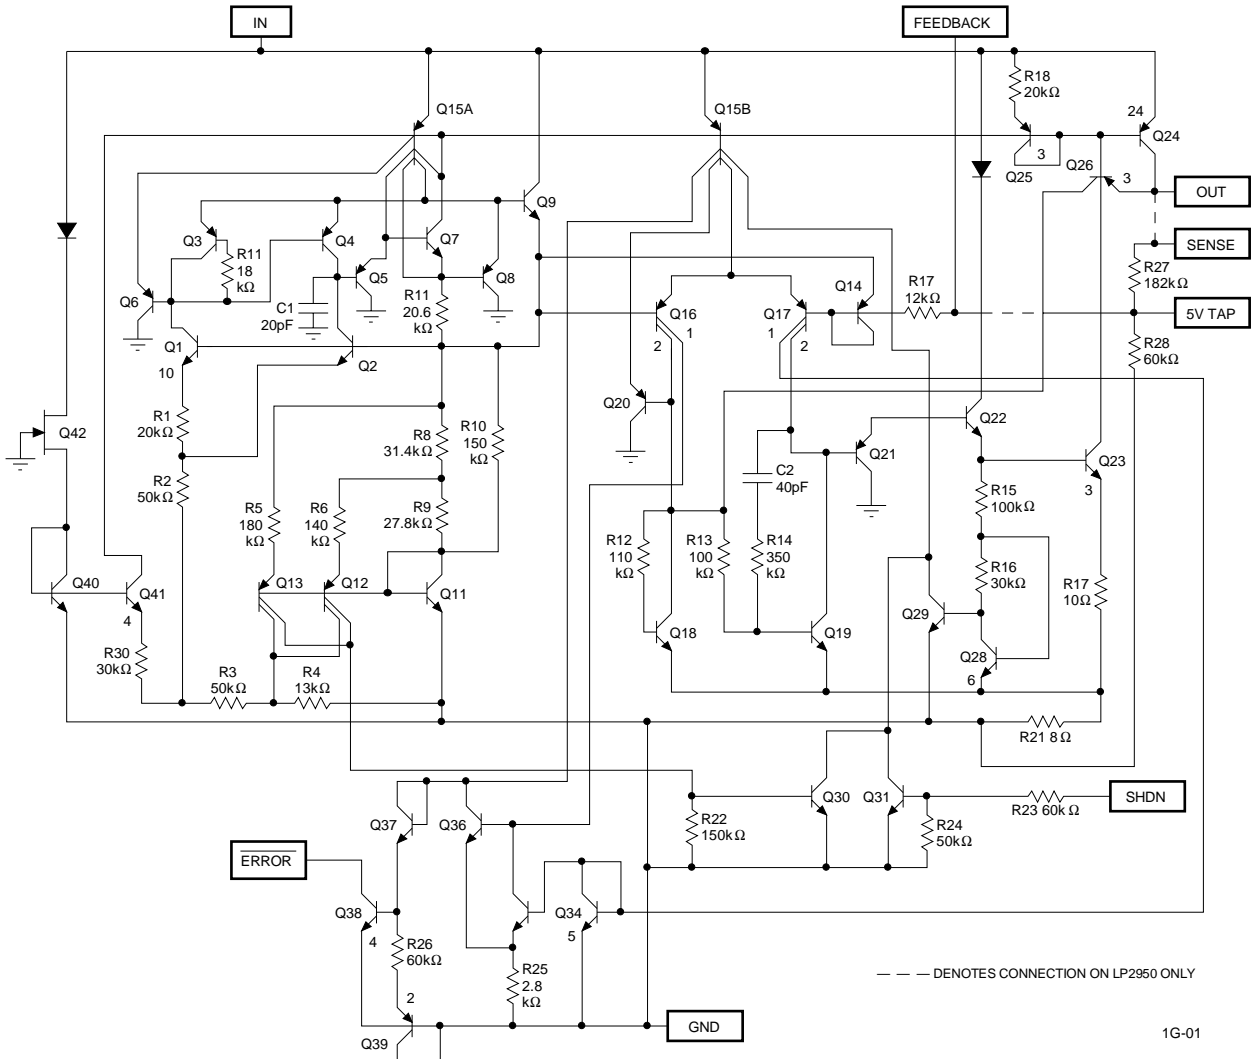 IN
FEEDBACK
R18
20kΩ
Q15A
Q15B
24
Q24
3
Q25
Q26
3
OUT
Q9
Q3
Q4
Q7
R11
18
kΩ
Q5
Q8
Q6
C1
20pF
R11
20.6
kΩ
SENSE
R27
182kΩ
Q14
R17
12kΩ
5V TAP
Q16
Q17
1
2
1
2
R28
60kΩ
Q1
10
Q2
Q20
R1
20kΩ
R8
31.4kΩ
R10
150
kΩ
Q42
Q22
Q21
Q23
3
C2
40pF
R2
50kΩ
R5
180
kΩ
R6
140
kΩ
R9
27.8kΩ
R15
100kΩ
R12
110
kΩ
R13
100
kΩ
R14
350
kΩ
R16
30kΩ
R17
10Ω
Q40
Q41
4
Q13
Q12
Q11
Q18
Q19
Q29
Q28
6
R30
30kΩ
R3
50kΩ
R4
13kΩ
R21 8Ω
Q30
Q31
R23 60kΩ
SHDN
R22
150kΩ
R24
50kΩ
Q37
Q36
ERROR
Q38
4
Q34
5
R26
60kΩ
R25
2.8
kΩ
2
Q39
GND
DENOTES CONNECTION ON LP2950 ONLY
1G-01